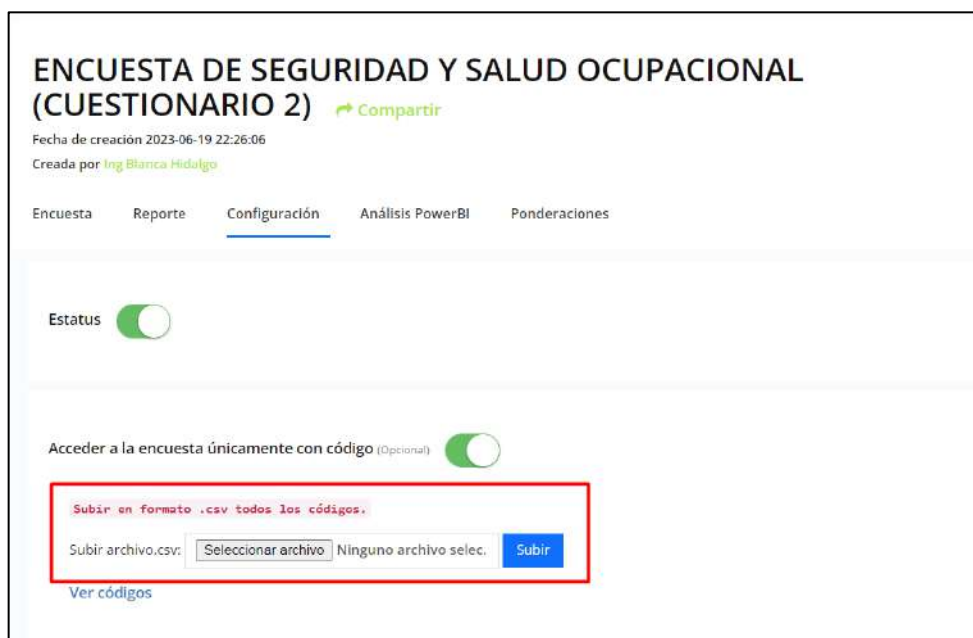 ENCUESTA DE SEGURIDAD Y SALUD OCUPACIONAL
(CUESTIONARIO 2) Compartir
Fecha de creación 2023-06-19 22:26:06
Creada por Ing Blanca Hidalgo
Encuesta Reporte Configuración Análisis PowerBI Ponderaciones
Estatus
Acceder a la encuesta únicamente con código (Opcional)
Subir en formato .csv todos los códigos.
Subir archivo.csv: Seleccionar archivo Ninguno archivo selec. Subir
Ver códigos